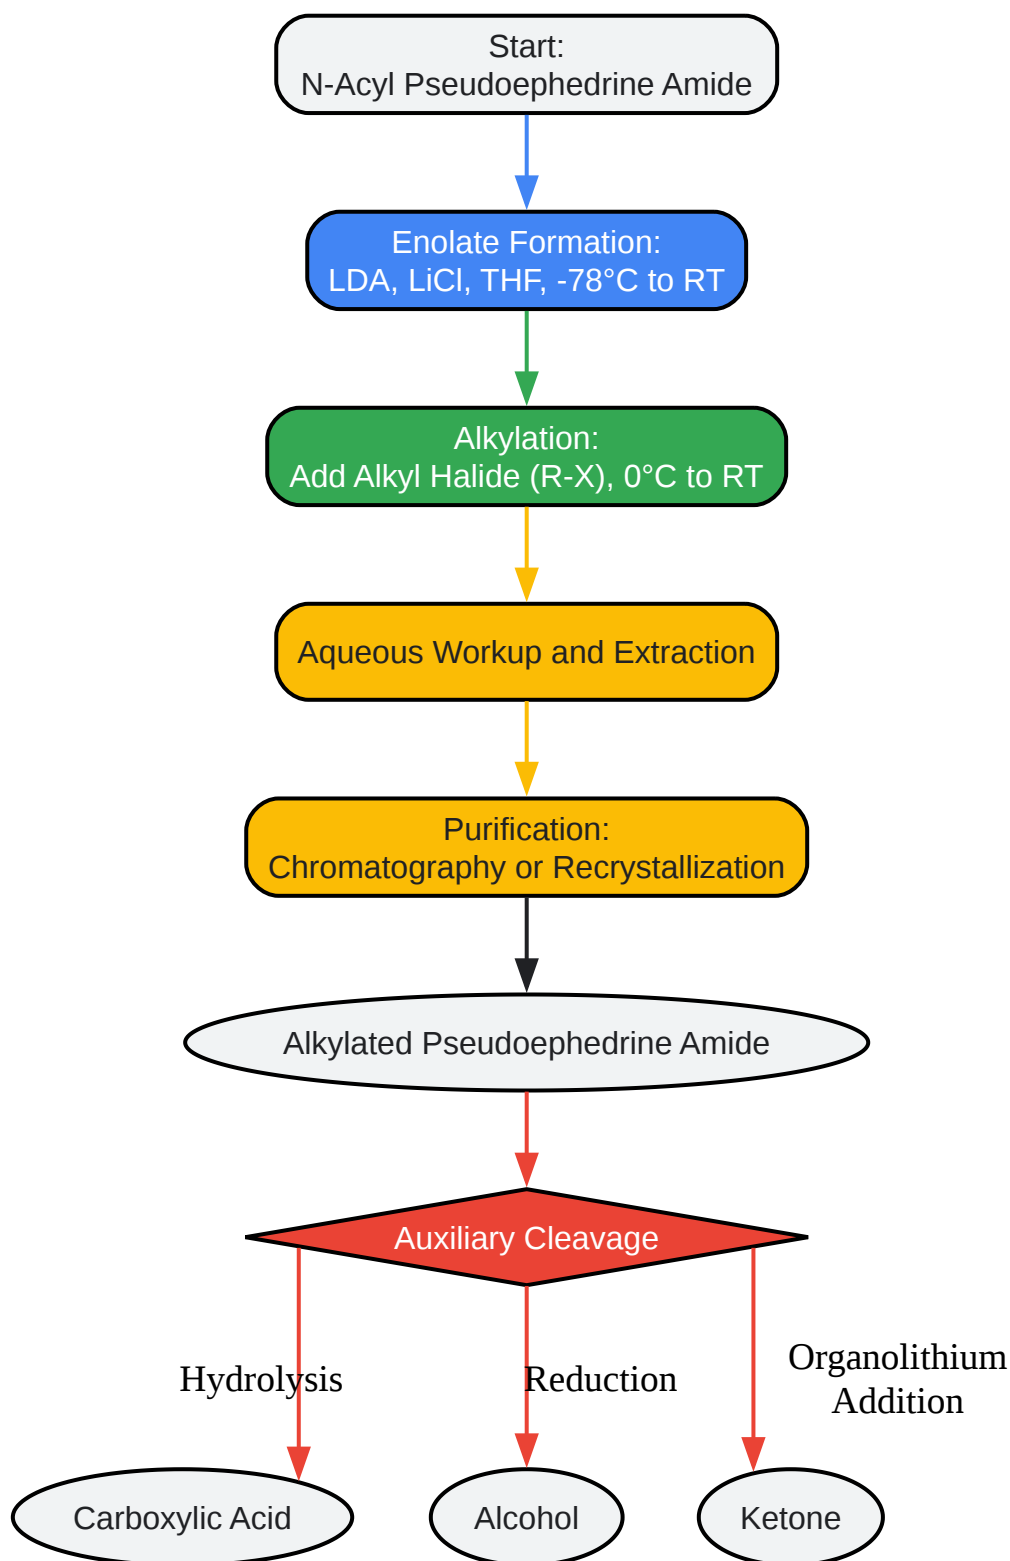 Start:
N-Acyl Pseudoephedrine Amide
Enolate Formation:
LDA, LiCl, THF, -78°C to RT
Alkylation:
Add Alkyl Halide (R-X), 0°C to RT
Aqueous Workup and Extraction
Purification:
Chromatography or Recrystallization
Alkylated Pseudoephedrine Amide
Auxiliary Cleavage
Hydrolysis
Reduction
Organolithium
Addition
Carboxylic Acid
Alcohol
Ketone